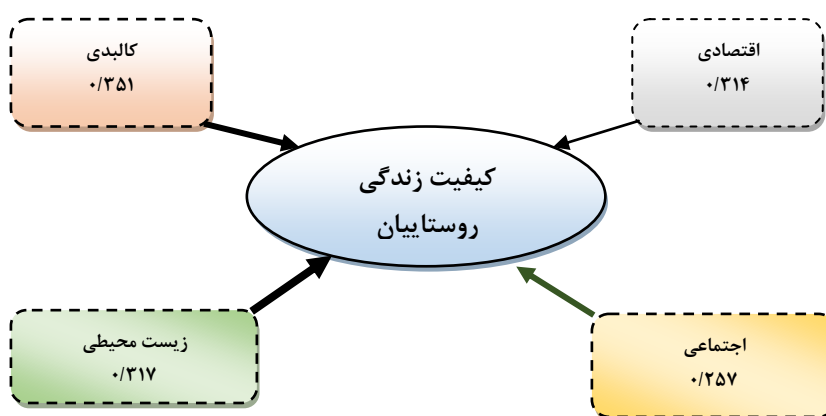 اقتصادی
۰/۳۱۴
کالبدی
۰/۳۵۱
کیفیت زندگی
روستاییان
اجتماعی
۰/۲۵۷
زیست محیطی
۰/۳۱۷